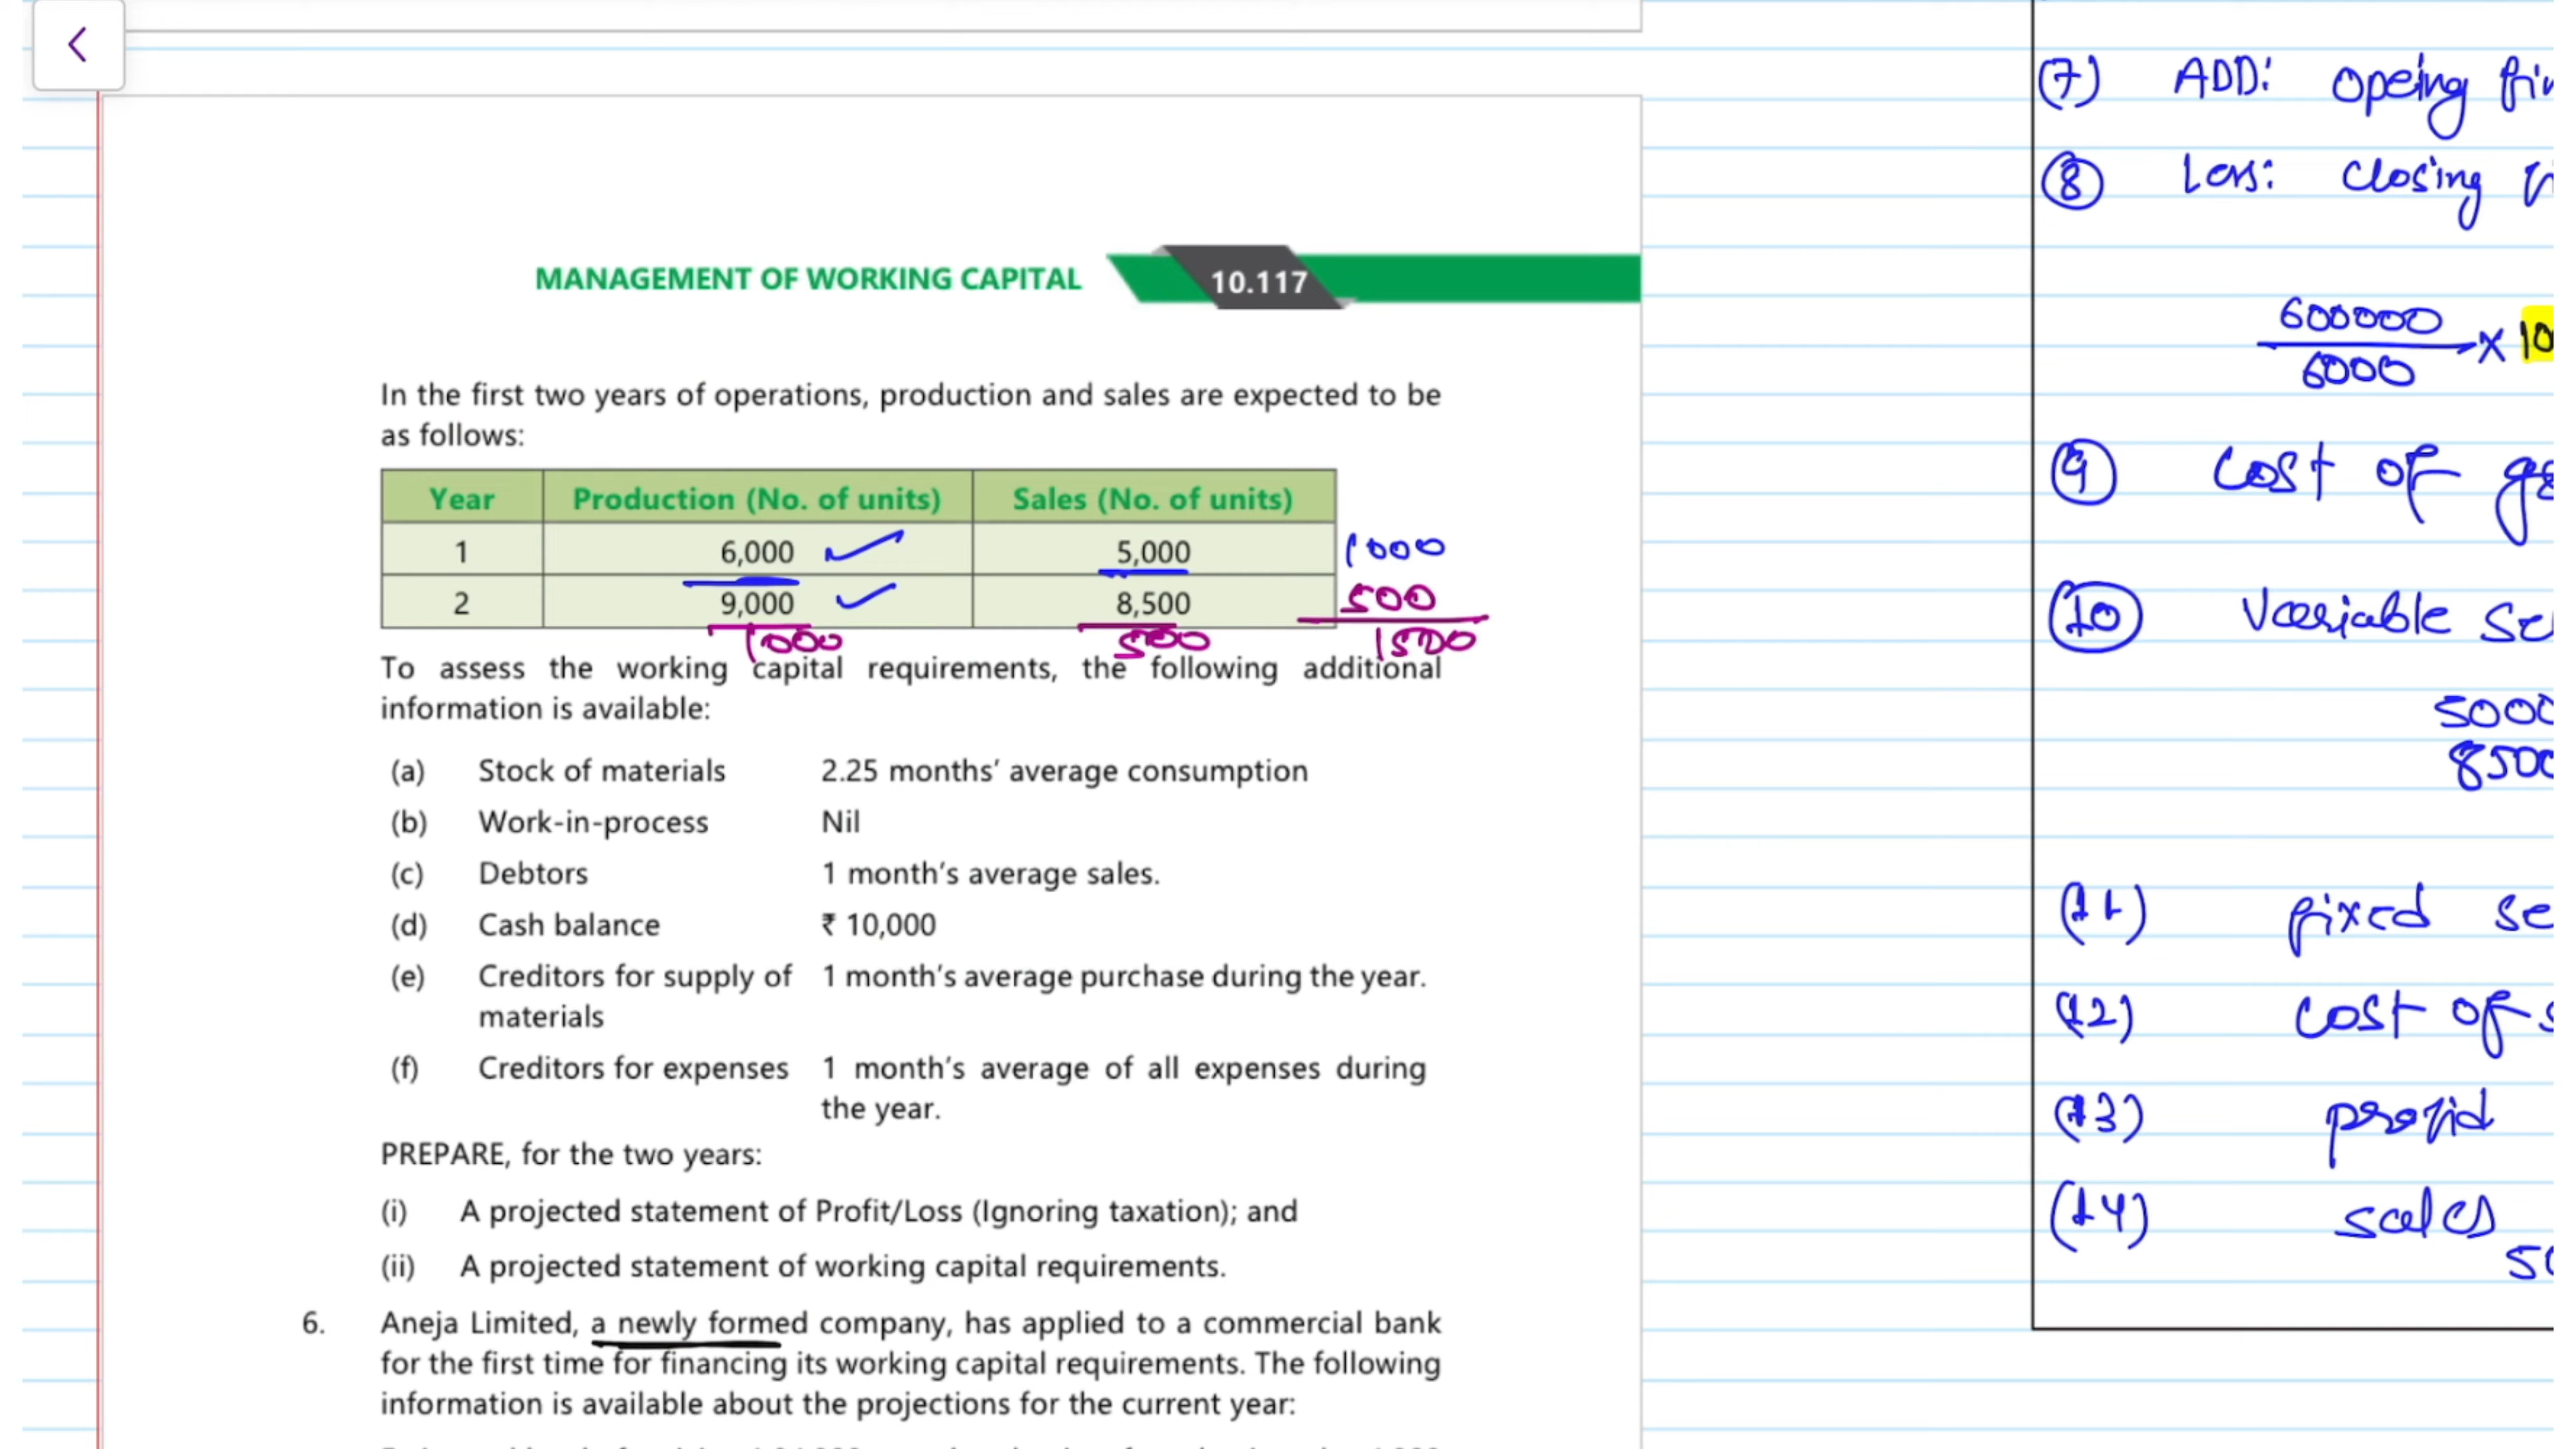 MANAGEMENT OF WORKING CAPITAL 10.117
In the first two years of operations, production and sales are expected to be
as follows:
Year Production (No. of units) Sales (No. of units)
1 6,000 5,000 1000
2 9,000 8,500 500
1000 500 1500
To assess the working capital requirements, the following additional
information is available:
(a) Stock of materials 2.25 months' average consumption
(b) Work-in-process Nil
(c) Debtors 1 month's average sales.
(d) Cash balance ₹ 10,000
(e) Creditors for supply of 1 month's average purchase during the year.
materials
(f) Creditors for expenses 1 month's average of all expenses during
the year.
PREPARE, for the two years:
(i) A projected statement of Profit/Loss (Ignoring taxation); and
(ii) A projected statement of working capital requirements.
6. Aneja Limited, a newly formed company, has applied to a commercial bank
for the first time for financing its working capital requirements. The following
information is available about the projections for the current year:
(7) ADD: opeing
(8) Less: closing
600000
6000 × 10
(9) cost of
(10) Variable se
5000
8500
(11) fixed se
(12) cost of s
(13)
(14) sales
50